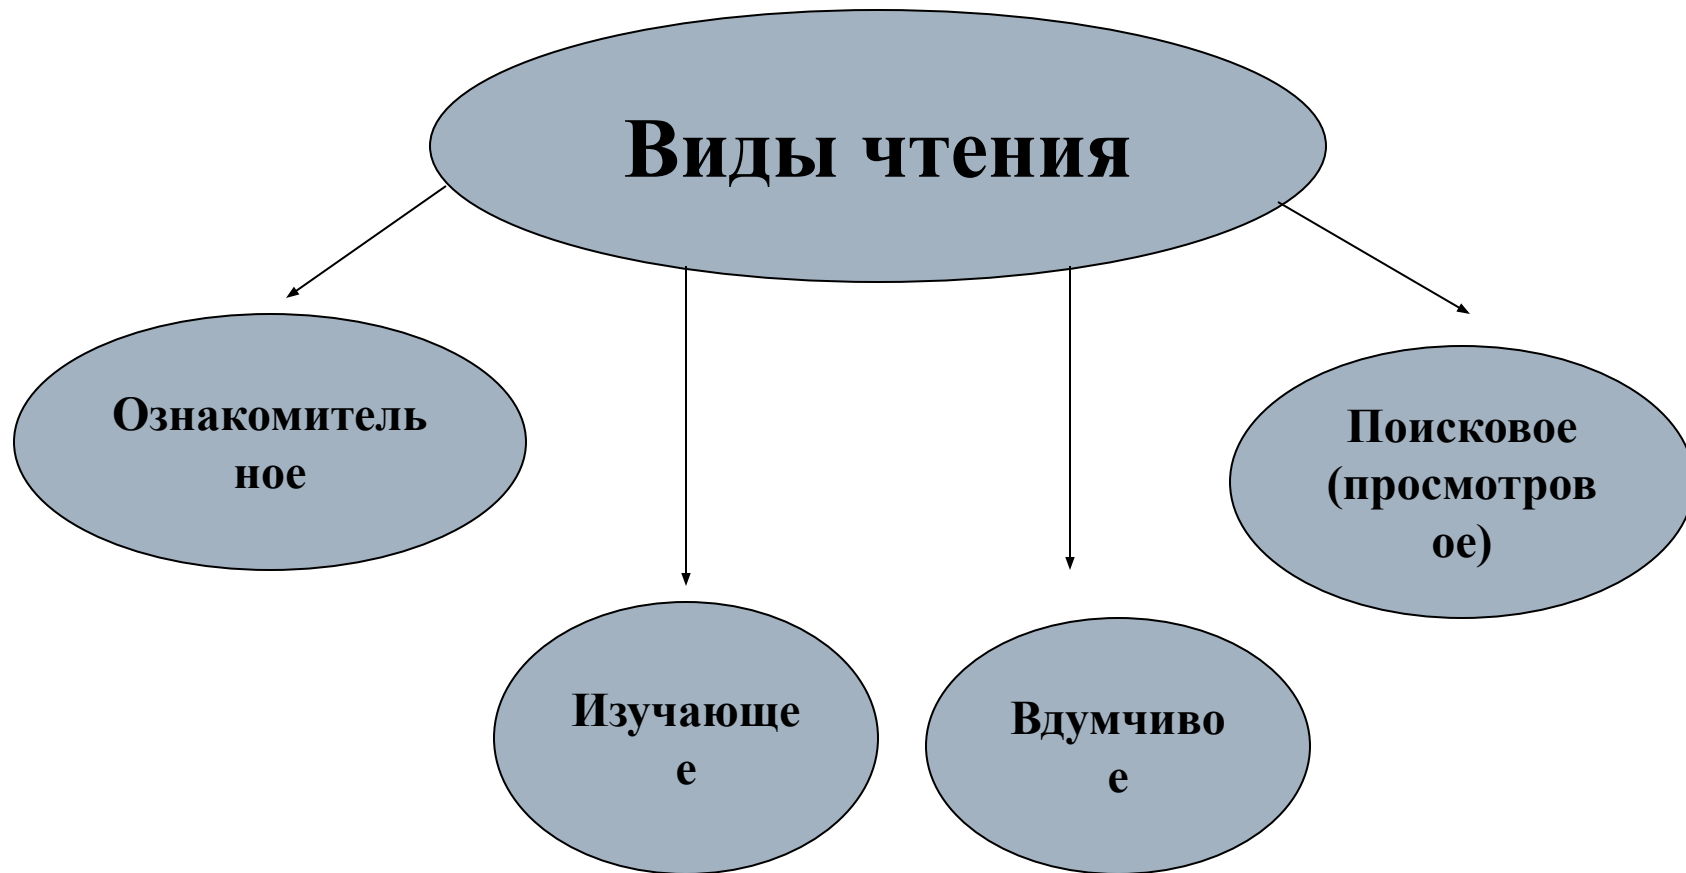 Виды чтения
Ознакомитель
ное
Поисковое
(просмотров
ое)
Изучающе
е
Вдумчиво
е